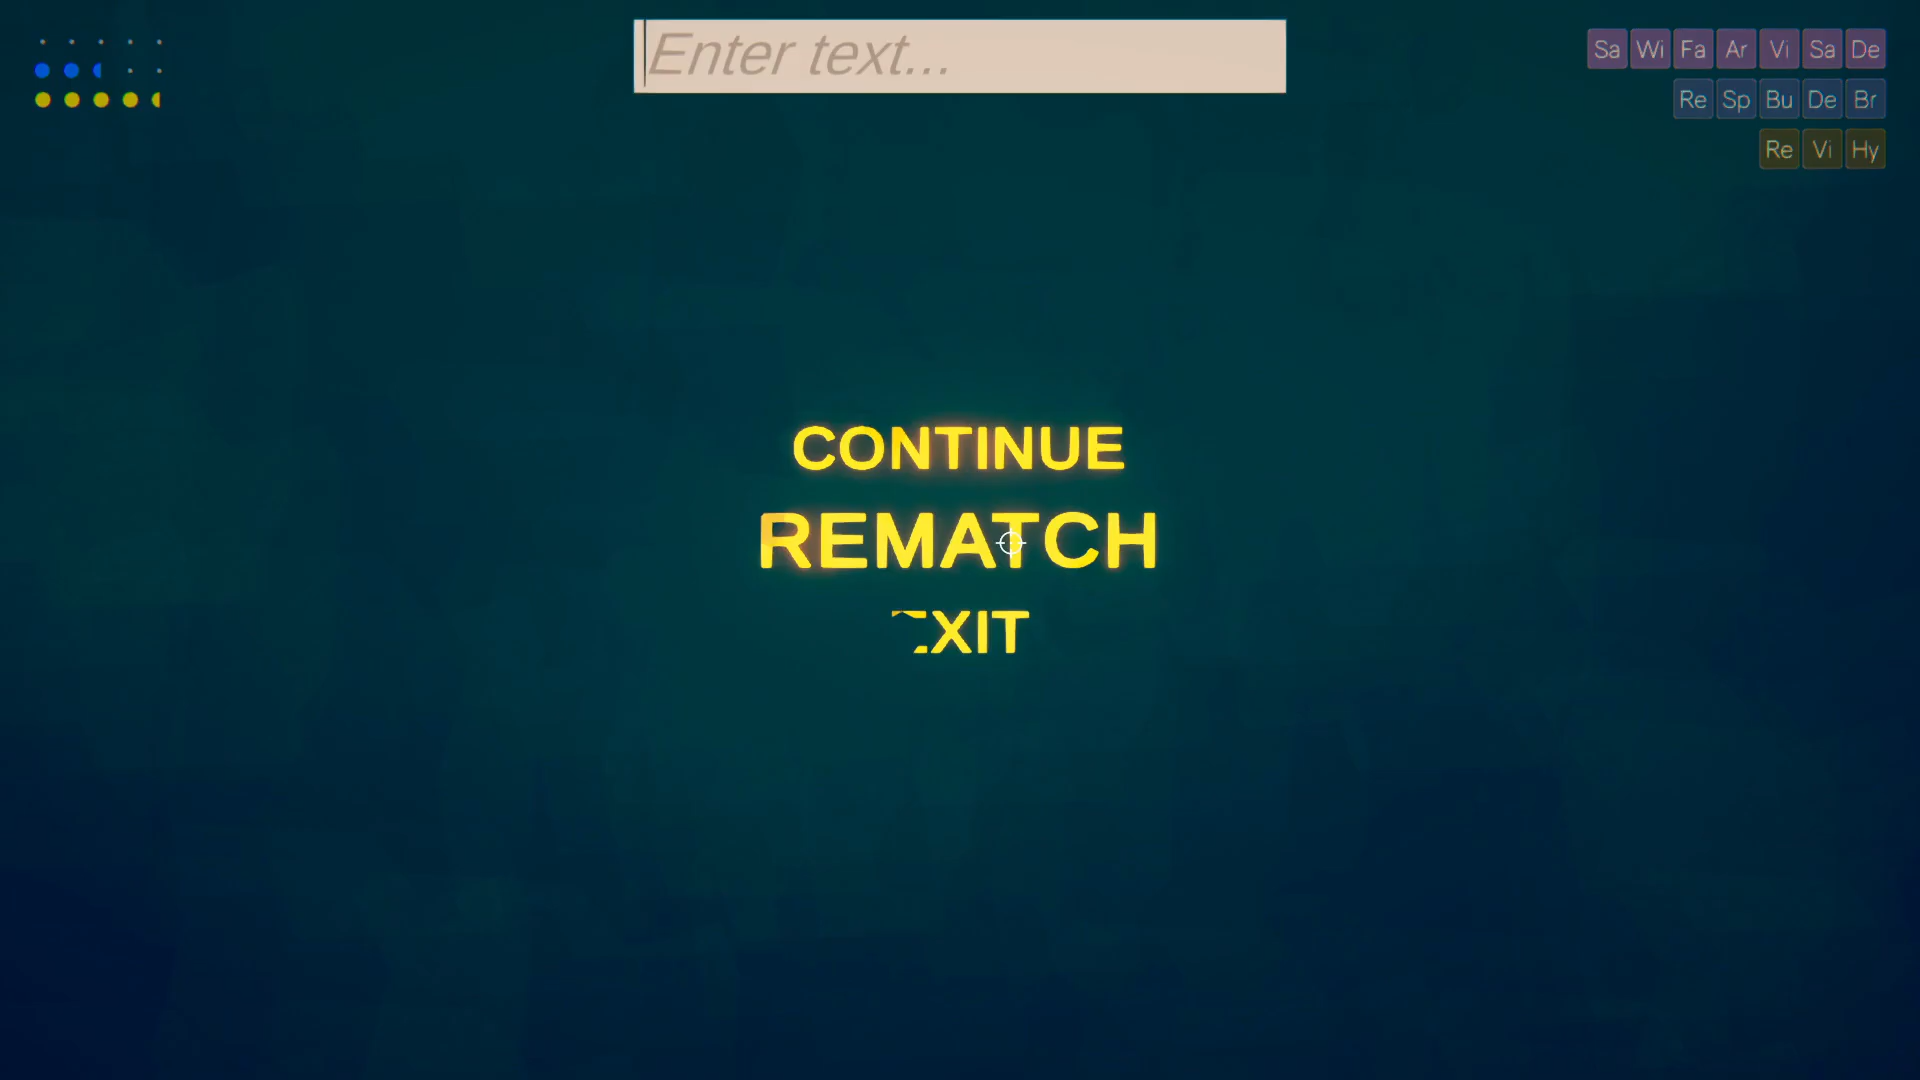 Enter text...
Sa Wi Fa Ar Vi Sa De
Re Sp Bu De Br
Re Vi Hy
CONTINUE
REMATCH
EXIT